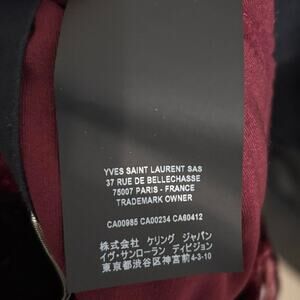 YVES SAINT LAURENT SAS
37 RUE DE BELLECHASSE
75007 PARIS - FRANCE
TRADEMARK OWNER
CA00985 CA00234 CA60412
株式会社 ケリング ジャパン
イヴ・サンローラン ディビジョン
東京都渋谷区神宮前4-3-10